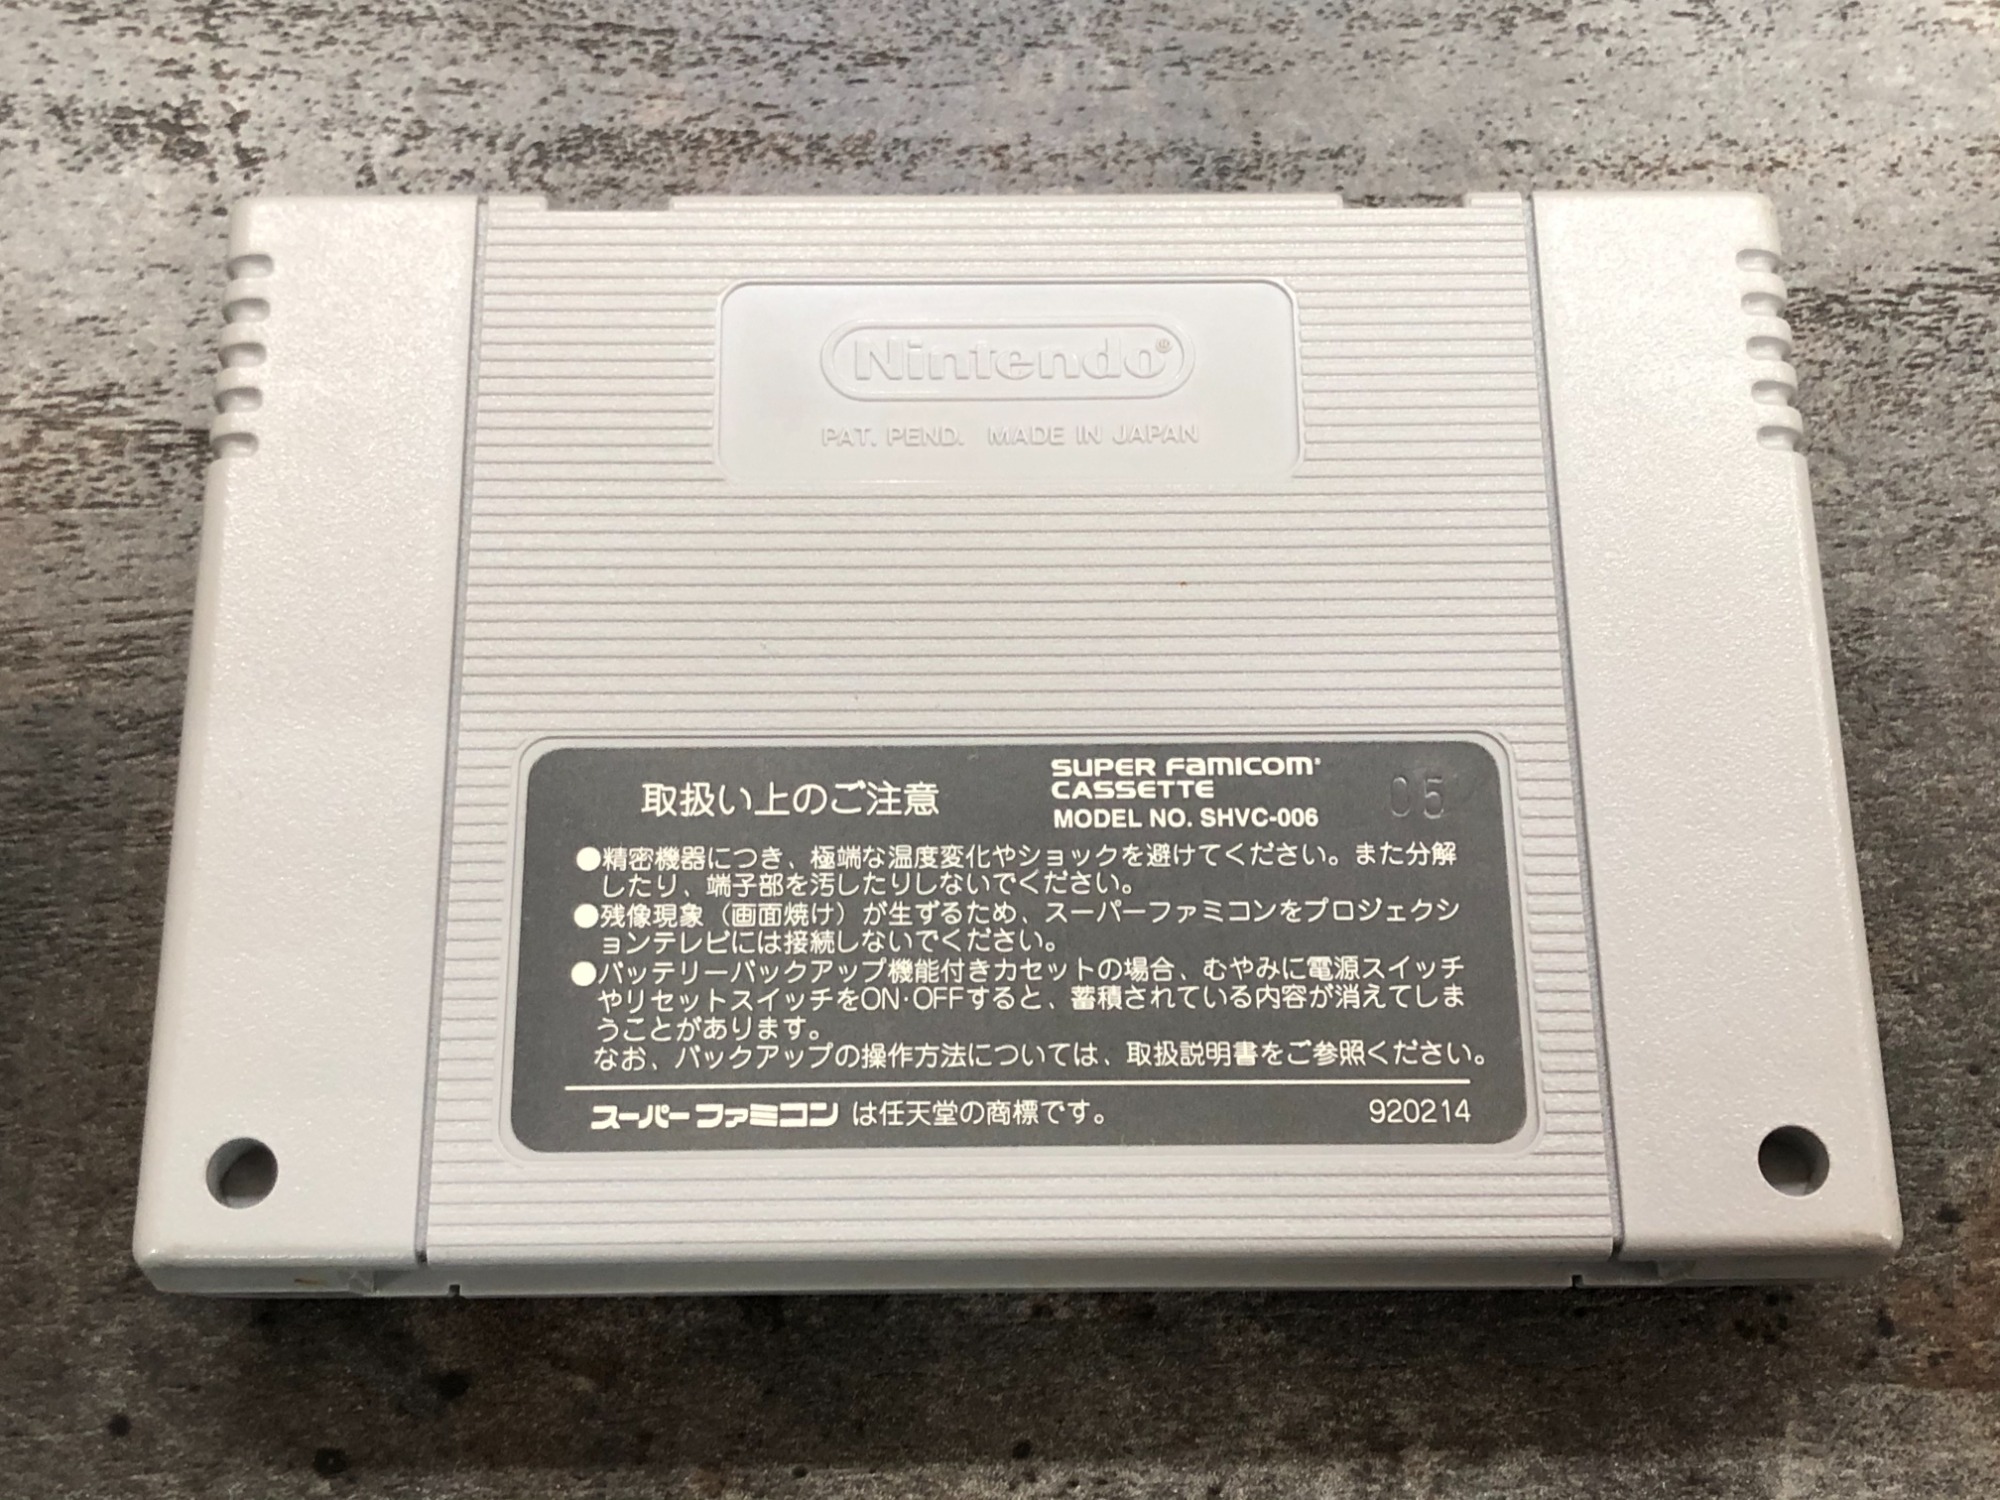 Nintendo®
PAT. PEND. MADE IN JAPAN
取扱い上のご注意
SUPER FAMICOM
CASSETTE
MODEL NO. SHVC-006
05
●精密機器につき、極端な温度変化やショックを避けてください。また分解
したり、端子部を汚したりしないでください。
●残像現象（画面焼け）が生ずるため、スーパーファミコンをプロジェクシ
ョンテレビには接続しないでください。
●バッテリーバックアップ機能付きカセットの場合、むやみに電源スイッチ
やリセットスイッチをON·OFFすると、蓄積されている内容が消えてしま
うことがあります。
なお、バックアップの操作方法については、取扱説明書をご参照ください。
スーパーファミコン は任天堂の商標です。 920214